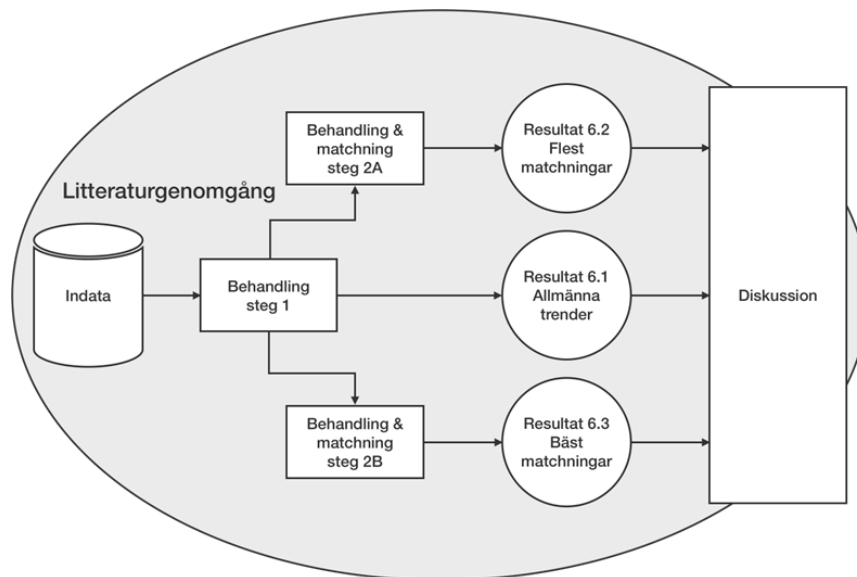 Litteraturgenomgång
Indata
Behandling
steg 1
Behandling &
matchning
steg 2A
Resultat 6.2
Flest
matchningar
Resultat 6.1
Allmänna
trender
Behandling &
matchning
steg 2B
Resultat 6.3
Bäst
matchningar
Diskussion